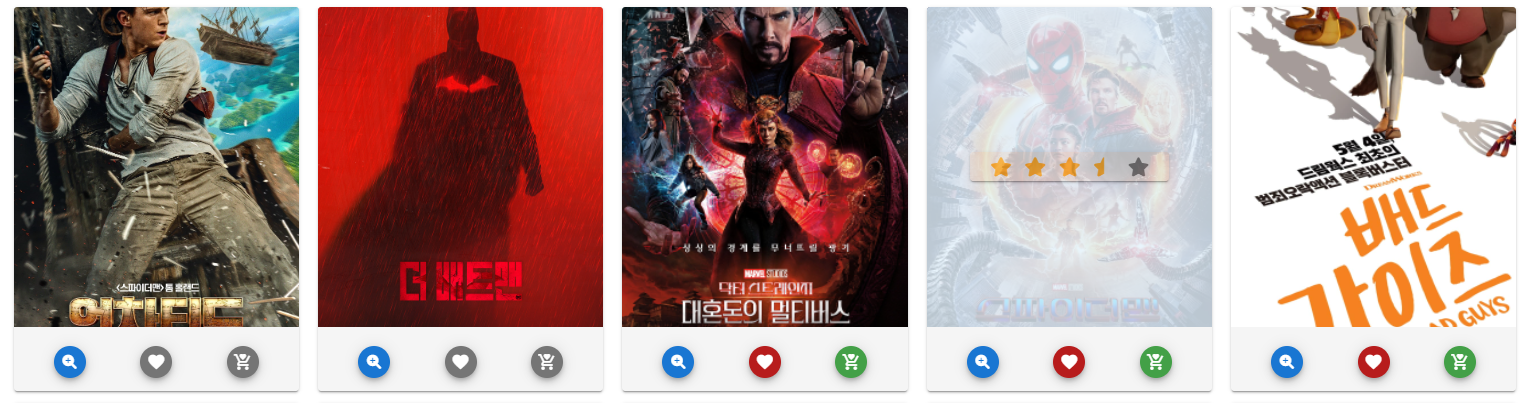 <스파이더맨> 톰 홀랜드
언차티드
더 배트맨
상상의 경계를 무너뜨릴
MARVEL STUDIOS
닥터 스트레인지
대혼돈의 멀티버스
스파이더맨
5월 4일,
드림웍스 최초의
범죄오락액션 블록버스터
DREAMWORKS
배드
가이즈
AD GUYS